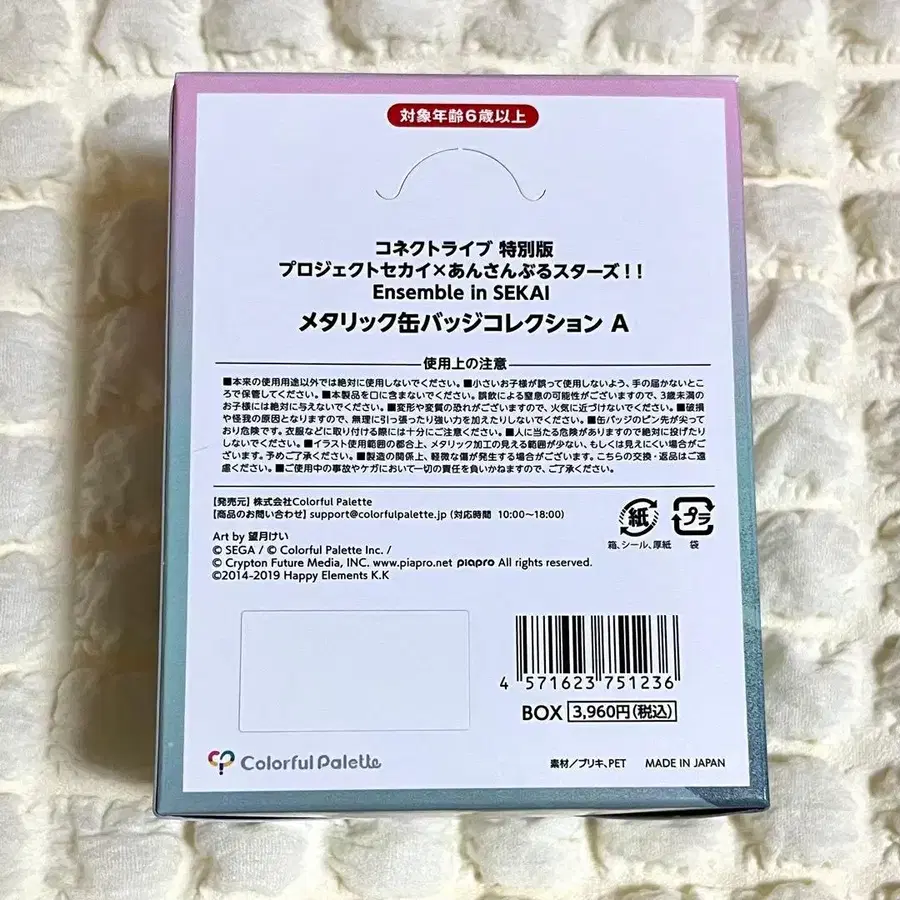 対象年齢6歳以上
コネクトライブ 特別版
プロジェクトセカイ×あんさんぶるスターズ！！
Ensemble in SEKAI
メタリック缶バッジコレクション A
使用上の注意
■本来の使用用途以外では絶対に使用しないでください。■小さいお子様が誤って使用しないよう、手の届かないとこ
ろで保管してください。■本製品を口に含まないでください。誤飲による窒息の可能性がございますので、3歳未満の
お子様には絶対に与えないでください。■変形や変質の恐れがございますので、火気に近づけないでください。■破損
や怪我の原因となりますので、無理に引っ張ったり強い力を加えたりしないでください。■缶バッジのピン先が尖って
おり危険です。衣服などに取り付ける際には十分にご注意ください。■人に当たる危険がありますので絶対に投げたり
しないでください。■イラスト使用範囲の都合上、メタリック加工の見える範囲が少ない、もしくは見えにくい場合がご
ざいます。予めご了承ください。■製造の関係上、軽微な傷が発生する場合がございます。こちらの交換・返品はご遠
慮ください。■ご使用中の事故やケガにおいて一切の責任を負いかねますので、ご了承ください。
【発売元】株式会社Colorful Palette
【商品のお問い合わせ】support@colorfulpalette.jp（対応時間 10:00〜18:00）
紙
箱、シール、厚紙
プラ
袋
Art by 望月けい
© SEGA / © Colorful Palette Inc. /
© Crypton Future Media, INC. www.piapro.net piapro All rights reserved.
©2014-2019 Happy Elements K.K
4 571623 751236
BOX 3,960円（税込）
Colorful Palette
素材／ブリキ、PET MADE IN JAPAN